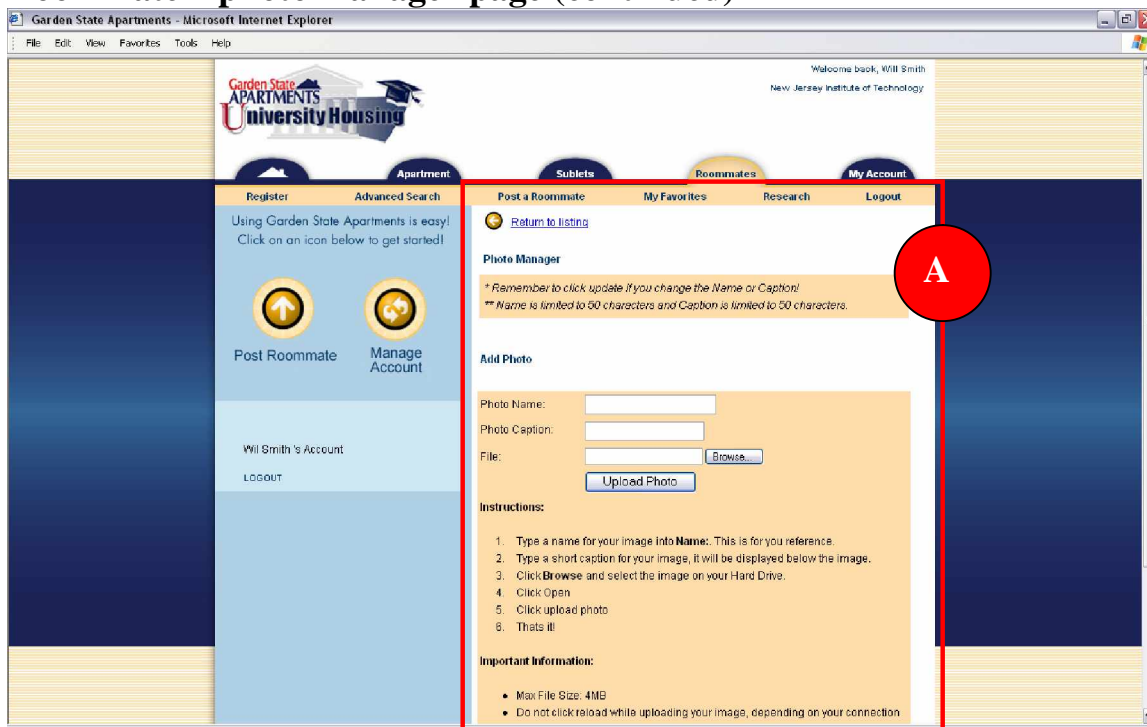 Garden State Apartments - Microsoft Internet Explorer
File Edit View Favorites Tools Help
Welcome back, Will Smith
New Jersey Institute of Technology
Garden State
APARTMENTS
University Housing
Apartment Sublets Roommates My Account
Register Advanced Search Post a Roommate My Favorites Research Logout
Using Garden State Apartments is easy!
Click on an icon below to get started!
Post Roommate
Manage
Account
Wil Smith 's Account
LOGOUT
Return to listing
A
Photo Manager
* Remember to click update if you change the Name or Caption!
** Name is limited to 50 characters and Caption is limited to 50 characters.
Add Photo
Photo Name:
Photo Caption:
File: Browse...
Upload Photo
Instructions:
1. Type a name for your image into Name:. This is for you reference.
2. Type a short caption for your image, it will be displayed below the image.
3. Click Browse and select the image on your Hard Drive.
4. Click Open
5. Click upload photo
6. Thats it!
Important Information:
• Max File Size: 4MB
• Do not click reload while uploading your image, depending on your connection